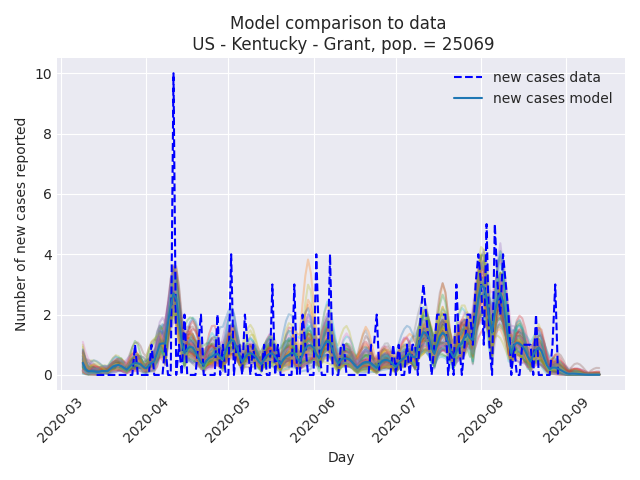 Model comparison to data
US - Kentucky - Grant, pop. = 25069
new cases data
new cases model
Number of new cases reported
10
8
6
4
2
0
2020-03
2020-04
2020-05
2020-06
2020-07
2020-08
2020-09
Day